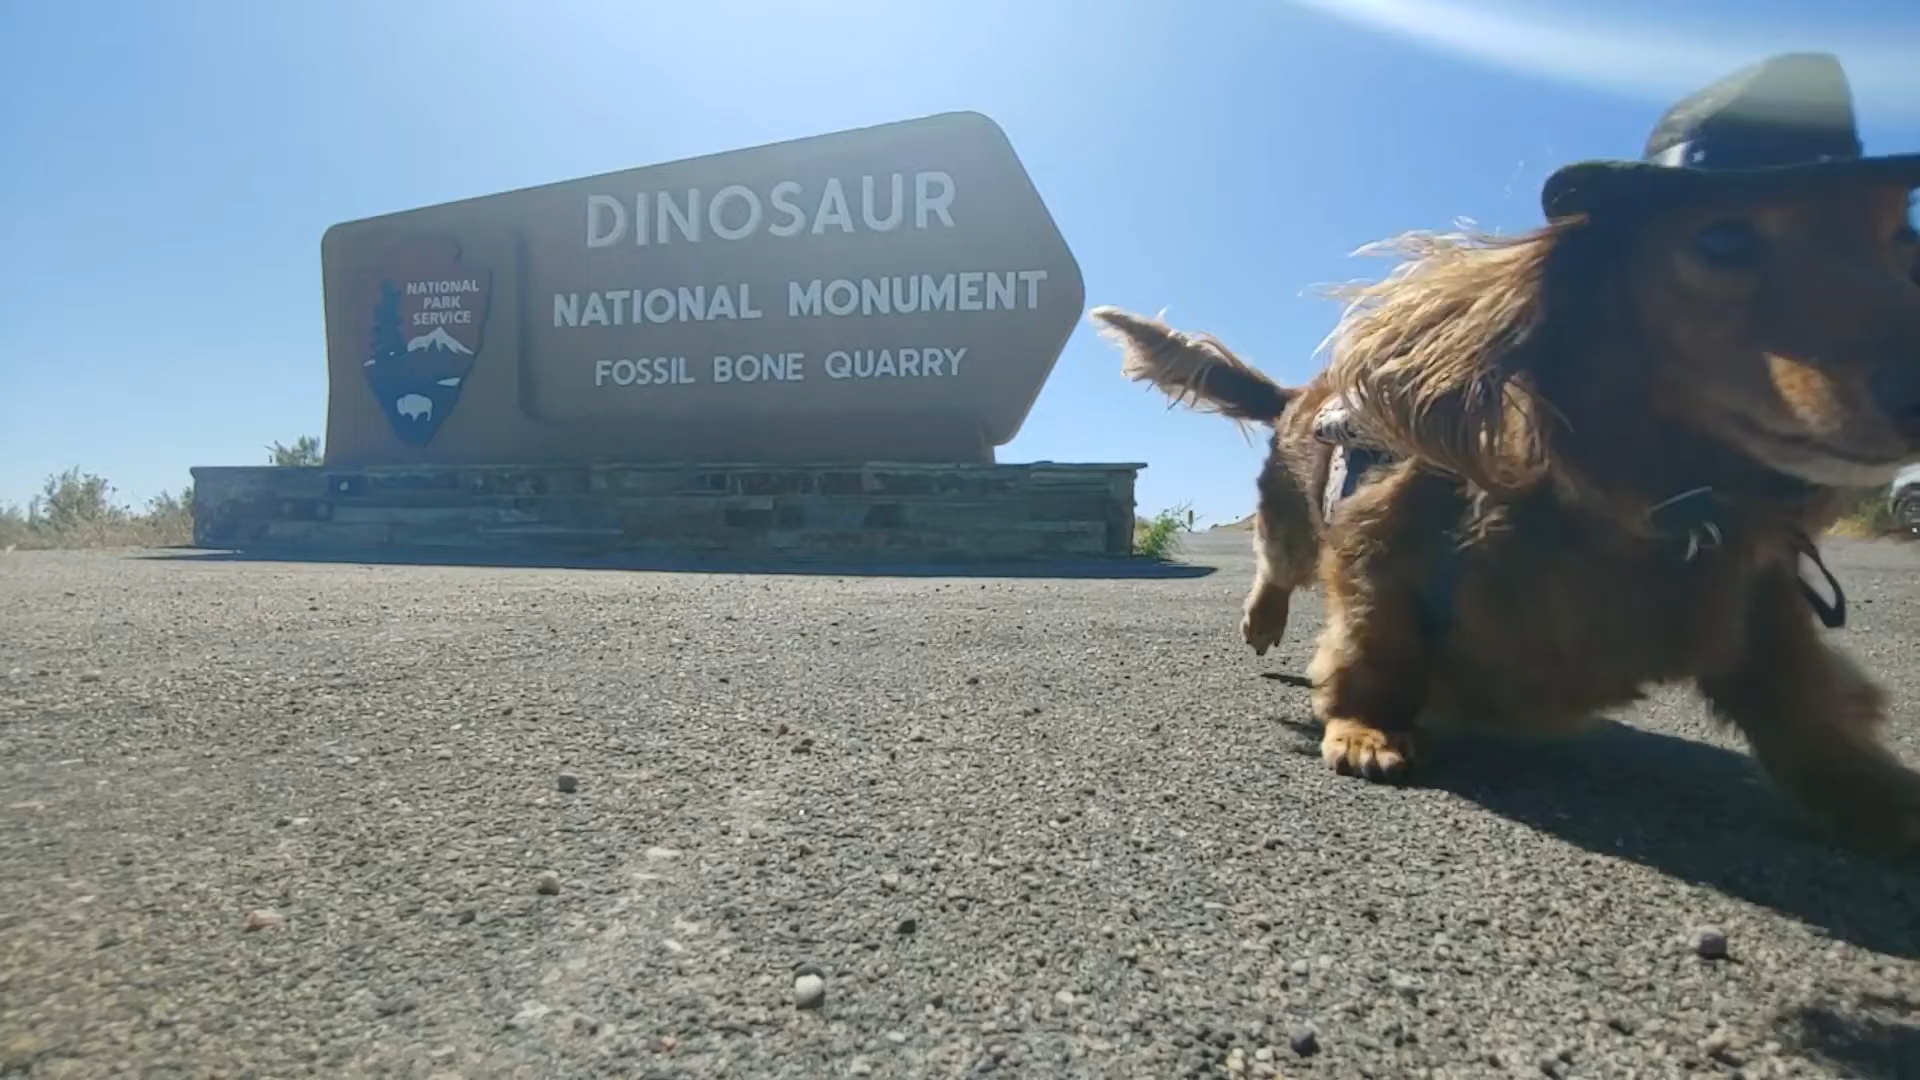 DINOSAUR
NATIONAL MONUMENT
FOSSIL BONE QUARRY
NATIONAL
PARK
SERVICE